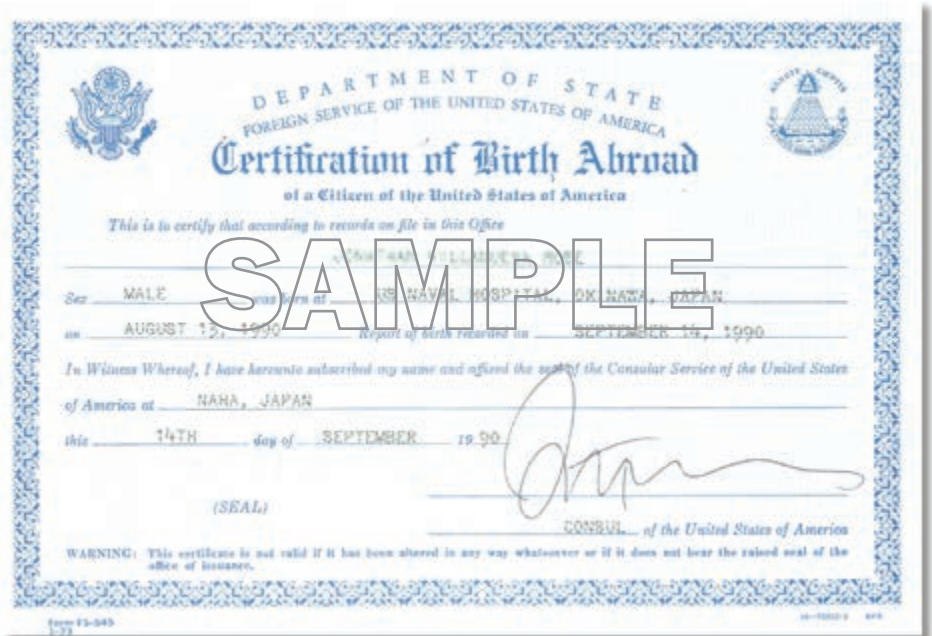 DEPARTMENT OF STATE
FOREIGN SERVICE OF THE UNITED STATES OF AMERICA
Certification of Birth Abroad
of a Citizen of the United States of America
This is to certify that according to records on file in this Office
SAMPLE
JONATHAN
Sex MALE was born at US NAVAL HOSPITAL, OKINAWA, JAPAN
on AUGUST 13, 1990 Report of birth recorded on SEPTEMBER 14, 1990
In Witness Whereof, I have hereunto subscribed my name and affixed the seal of the Consular Service of the United States
of America at NAHA, JAPAN
this 14TH day of SEPTEMBER 19 90
(SEAL)
CONSUL of the United States of America
WARNING: This certificate is not valid if it has been altered in any way whatsoever or if it does not bear the raised seal of the
office of issuance.
Form FS-545